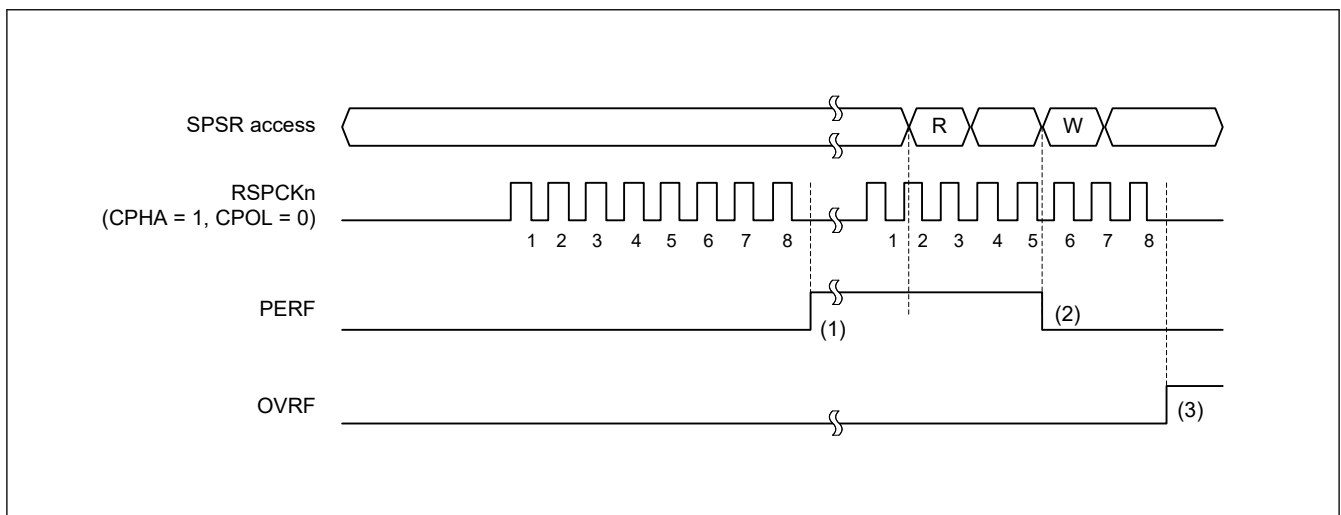 SPSR access
R
W
RSPCKn
(CPHA = 1, CPOL = 0)
1 2 3 4 5 6 7 8
1 2 3 4 5 6 7 8
PERF
(1)
(2)
OVRF
(3)